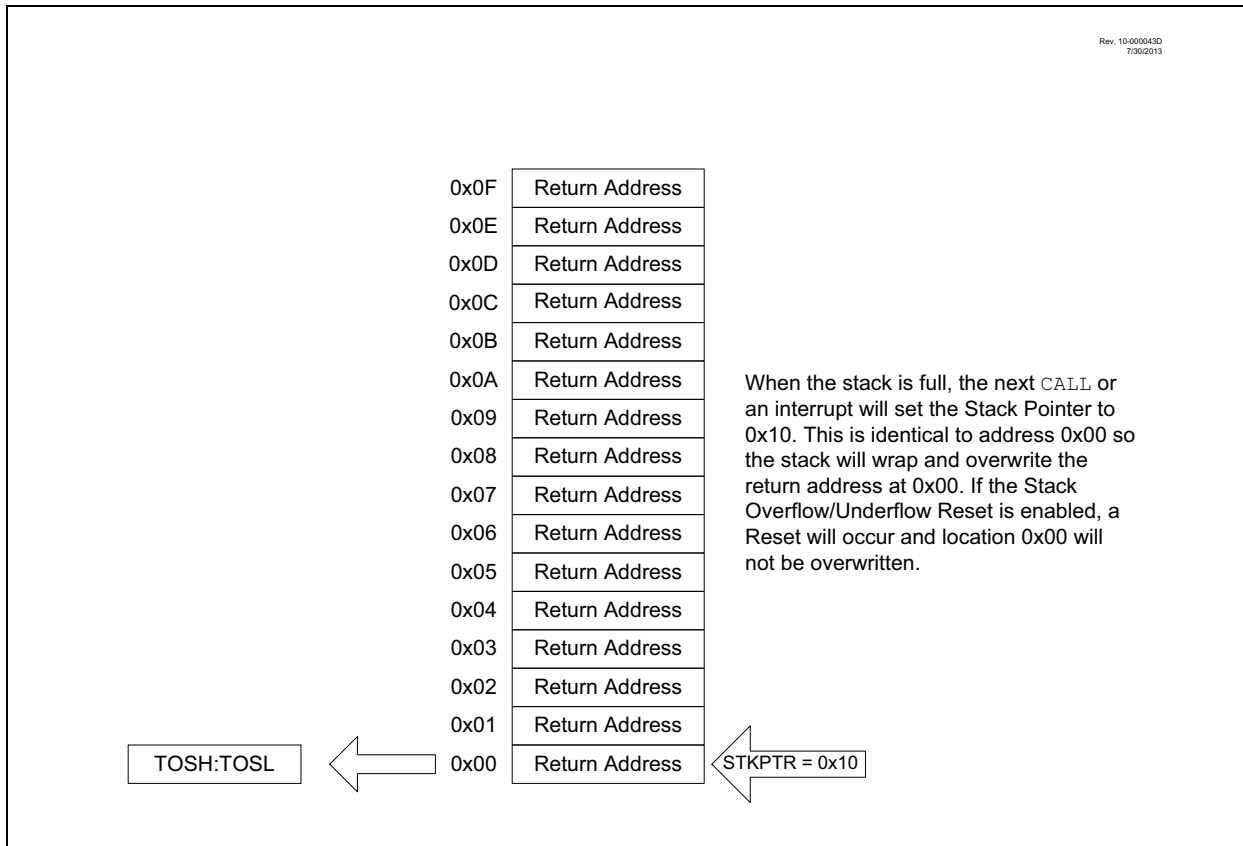 Rev. 10-000043D
7/30/2013
0x0F Return Address
0x0E Return Address
0x0D Return Address
0x0C Return Address
0x0B Return Address
0x0A Return Address
0x09 Return Address
0x08 Return Address
0x07 Return Address
0x06 Return Address
0x05 Return Address
0x04 Return Address
0x03 Return Address
0x02 Return Address
0x01 Return Address
TOSH:TOSL 0x00 Return Address STKPTR = 0x10
When the stack is full, the next CALL or
an interrupt will set the Stack Pointer to
0x10. This is identical to address 0x00 so
the stack will wrap and overwrite the
return address at 0x00. If the Stack
Overflow/Underflow Reset is enabled, a
Reset will occur and location 0x00 will
not be overwritten.